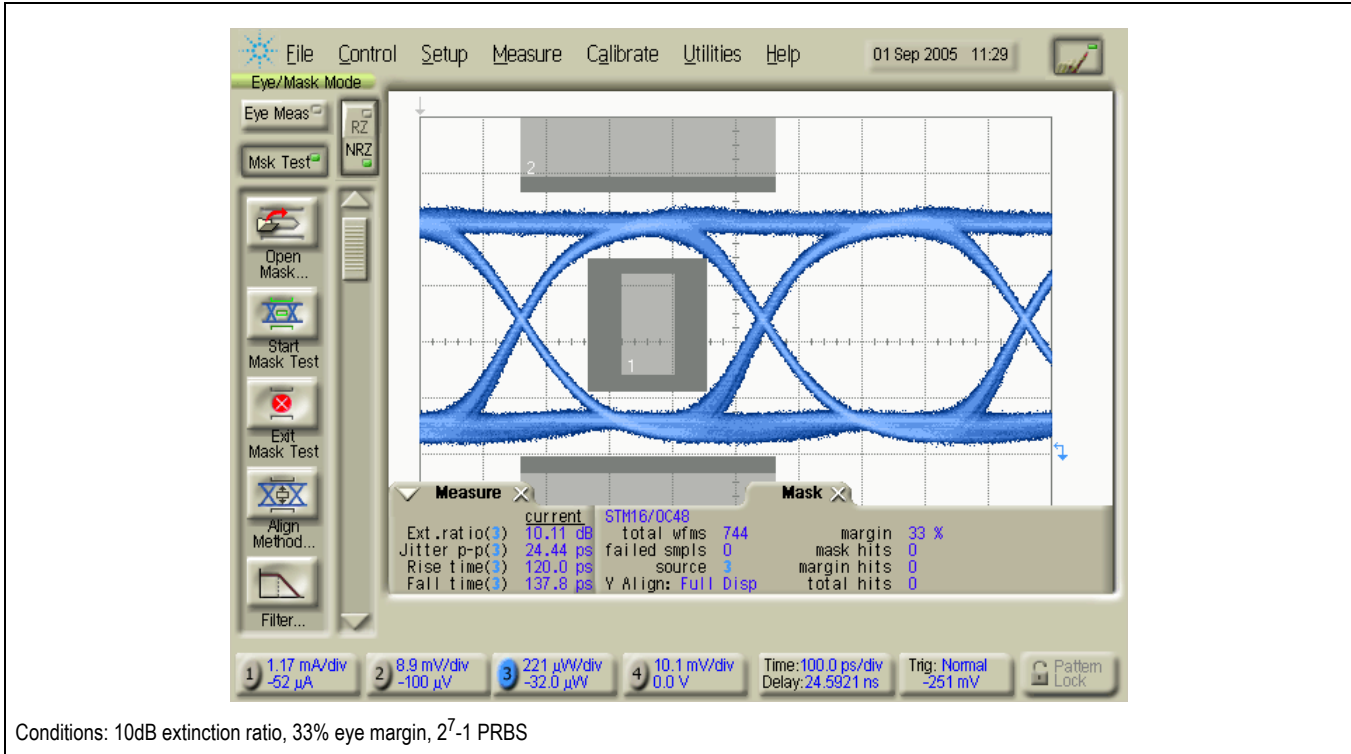 File Control Setup Measure Calibrate Utilities Help 01 Sep 2005 11:29
Eye/Mask Mode
Eye Meas
RZ
NRZ
Msk Test
2
Open
Mask...
Start
Mask Test
1
Exit
Mask Test
Align
Method...
Filter...
Measure Mask
current STM16/OC48
Ext.ratio(3) 10.11 dB total wfms 744 margin 33 %
Jitter p-p(3) 24.44 ps failed smpls 0 mask hits 0
Rise time(3) 120.0 ps source 3 margin hits 0
Fall time(3) 137.8 ps Y Align: Full Disp total hits 0
1 1.17 mA/div 2 8.9 mV/div 3 221 µW/div 4 10.1 mV/div Time:100.0 ps/div Trig: Normal Pattern
-52 µA -100 µV -32.0 µW 0.0 V Delay:24.5921 ns -251 mV Lock
Conditions: 10dB extinction ratio, 33% eye margin, 2⁷-1 PRBS